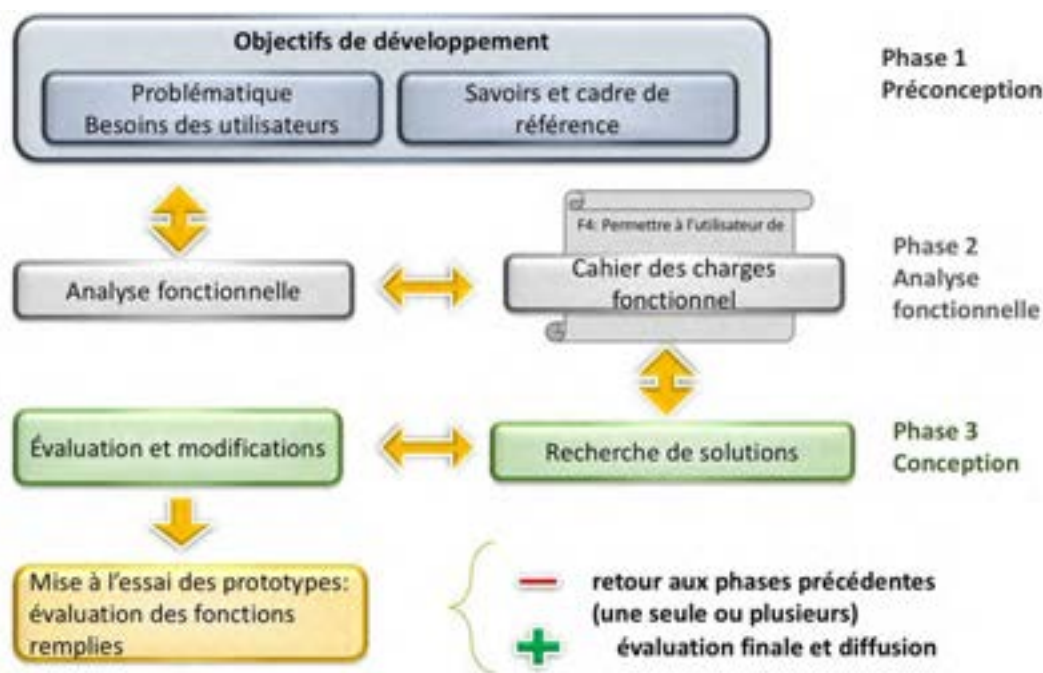 Objectifs de développement
Problématique
Besoins des utilisateurs
Savoirs et cadre de
référence
Phase 1
Préconception
F4: Permettre à l'utilisateur de
Analyse fonctionnelle
Cahier des charges
fonctionnel
Phase 2
Analyse
fonctionnelle
Évaluation et modifications
Recherche de solutions
Phase 3
Conception
Mise à l'essai des prototypes:
évaluation des fonctions
remplies
retour aux phases précédentes
(une seule ou plusieurs)
évaluation finale et diffusion